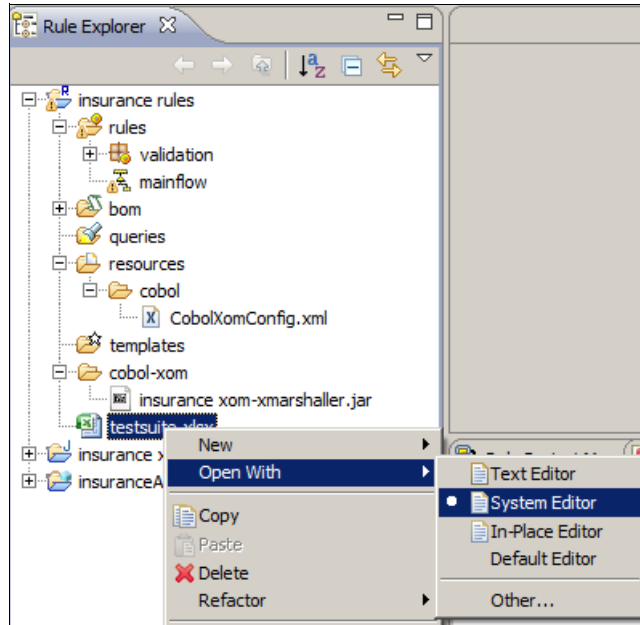 Rule Explorer
insurance rules
rules
validation
mainflow
bom
queries
resources
cobol
CobolXomConfig.xml
templates
cobol-xom
insurance xom-xmarshaller.jar
testsuite.xlsx
insurance x
insuranceA
New
Open With
Copy
Paste
Delete
Refactor
Text Editor
System Editor
In-Place Editor
Default Editor
Other...